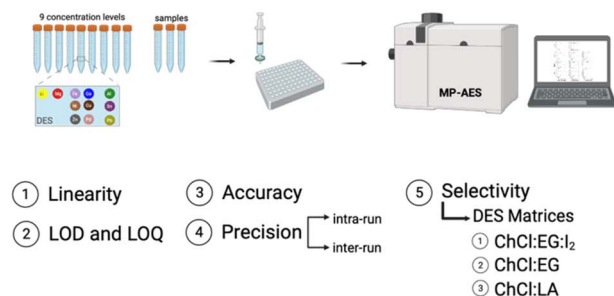 9 concentration levels
samples
DES
MP-AES
1 Linearity
2 LOD and LOQ
3 Accuracy
4 Precision
intra-run
inter-run
5 Selectivity
DES Matrices
1 ChCl:EG:I₂
2 ChCl:EG
3 ChCl:LA